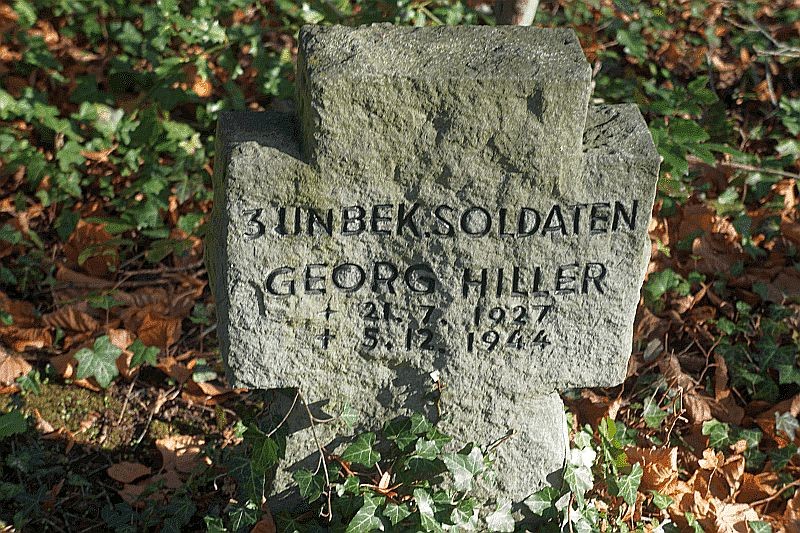 3 UNBEK. SOLDATEN
GEORG HILLER
+ 21. 7. 1927
+ 5. 12. 1944